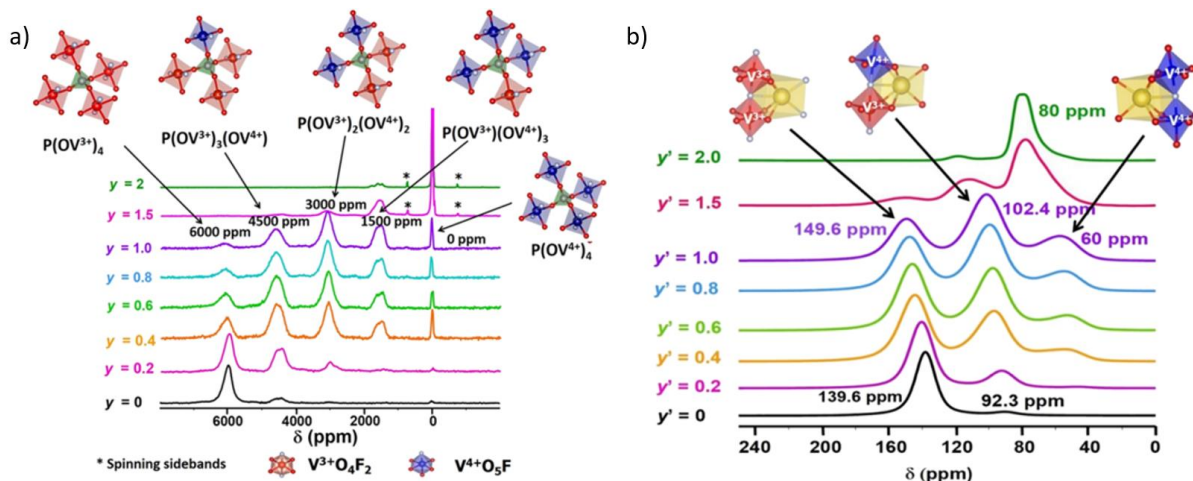 a)
P(OV³⁺)₄
P(OV³⁺)₃(OV⁴⁺)
P(OV³⁺)₂(OV⁴⁺)₂
P(OV³⁺)(OV⁴⁺)₃
P(OV⁴⁺)₄⁻
y = 2
y = 1.5
y = 1.0
y = 0.8
y = 0.6
y = 0.4
y = 0.2
y = 0
6000 ppm
4500 ppm
3000 ppm
1500 ppm
0 ppm
* *
* *
6000 4000 2000 0
δ (ppm)
* Spinning sidebands
V³⁺O₄F₂
V⁴⁺O₅F
b)
V³⁺
V³⁺
V⁴⁺
V³⁺
V⁴⁺
V⁴⁺
y' = 2.0
y' = 1.5
y' = 1.0
y' = 0.8
y' = 0.6
y' = 0.4
y' = 0.2
y' = 0
80 ppm
149.6 ppm
102.4 ppm
60 ppm
139.6 ppm
92.3 ppm
240 200 160 120 80 40 0
δ (ppm)